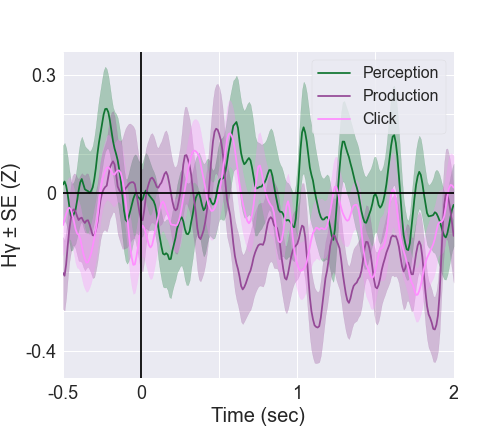 Perception
Production
Click
0.3
0
-0.4
Hγ ± SE (Z)
-0.5
0
1
2
Time (sec)